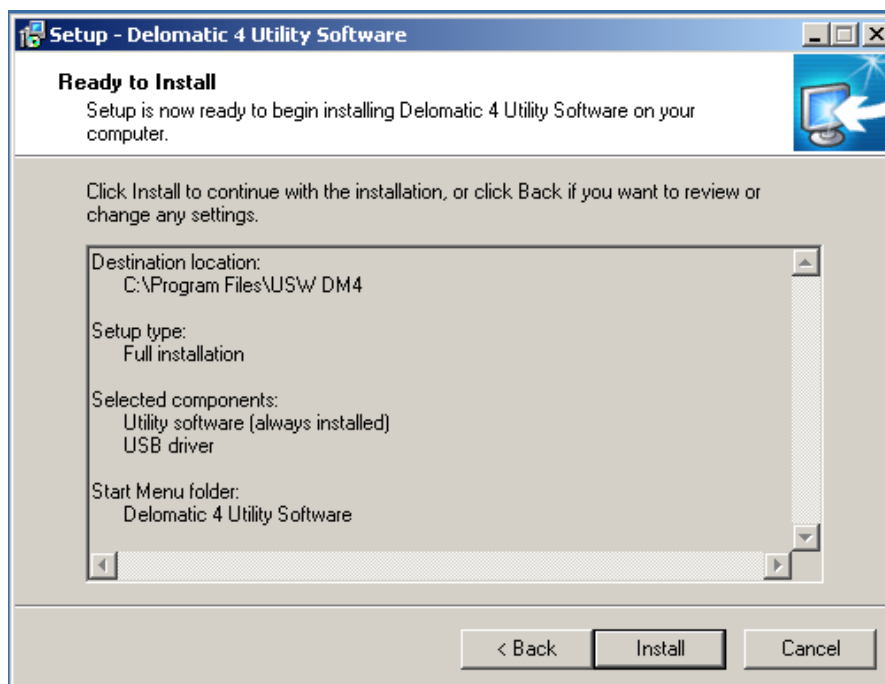 Setup - Delomatic 4 Utility Software
Ready to Install
Setup is now ready to begin installing Delomatic 4 Utility Software on your
computer.
Click Install to continue with the installation, or click Back if you want to review or
change any settings.
Destination location:
C:\Program Files\USW DM4
Setup type:
Full installation
Selected components:
Utility software (always installed)
USB driver
Start Menu folder:
Delomatic 4 Utility Software
< Back
Install
Cancel